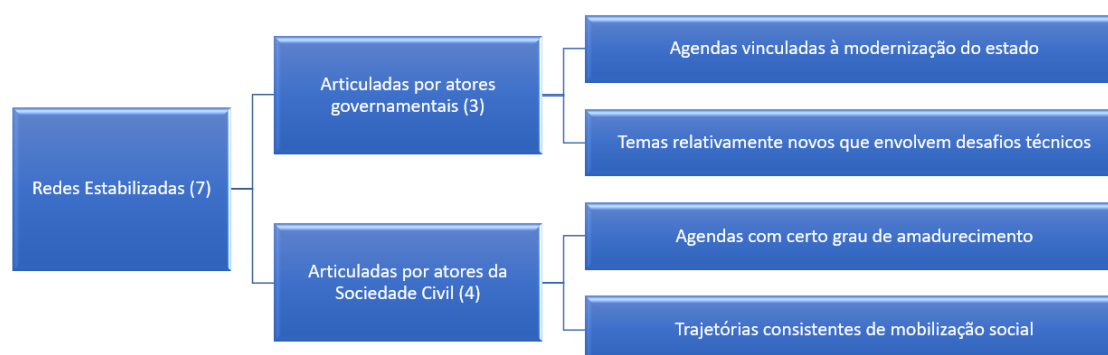 Redes Estabilizadas (7)
Articuladas por atores
governamentais (3)
Agendas vinculadas à modernização do estado
Temas relativamente novos que envolvem desafios técnicos
Articuladas por atores da
Sociedade Civil (4)
Agendas com certo grau de amadurecimento
Trajetórias consistentes de mobilização social